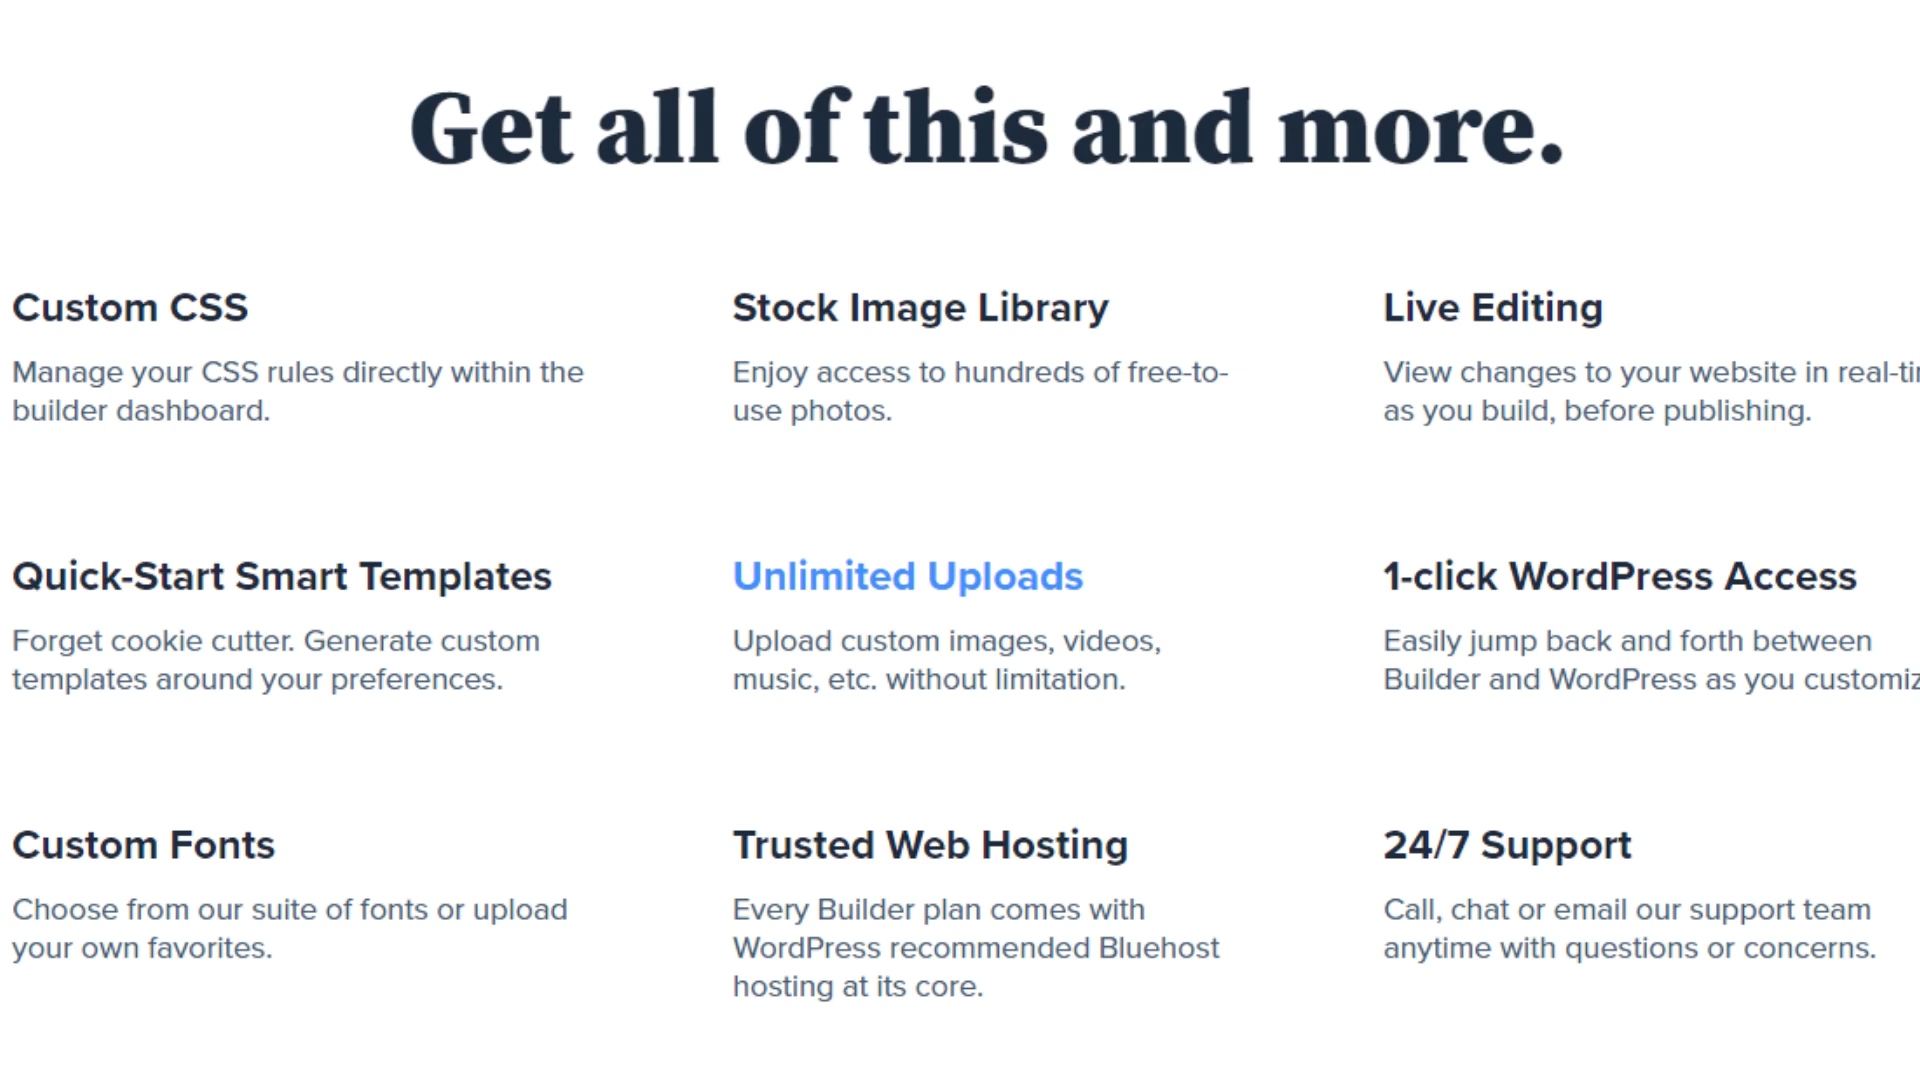 Get all of this and more.
Custom CSS
Manage your CSS rules directly within the
builder dashboard.
Stock Image Library
Enjoy access to hundreds of free-to-
use photos.
Live Editing
View changes to your website in real-tim
as you build, before publishing.
Quick-Start Smart Templates
Forget cookie cutter. Generate custom
templates around your preferences.
Unlimited Uploads
Upload custom images, videos,
music, etc. without limitation.
1-click WordPress Access
Easily jump back and forth between
Builder and WordPress as you customiz
Custom Fonts
Choose from our suite of fonts or upload
your own favorites.
Trusted Web Hosting
Every Builder plan comes with
WordPress recommended Bluehost
hosting at its core.
24/7 Support
Call, chat or email our support team
anytime with questions or concerns.